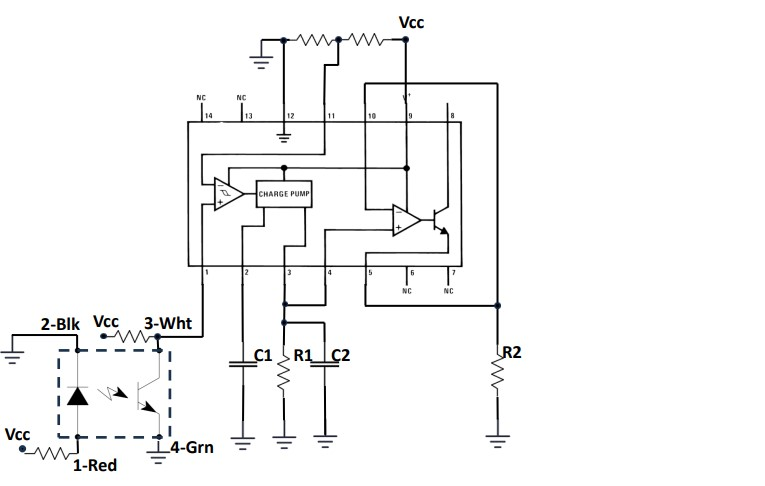 Vcc
NC NC
14 13 12 11 10 9 8
V+
CHARGE PUMP
− +
− +
1 2 3 4 5 6 7
NC NC
2-Blk Vcc 3-Wht
C1 R1 C2 R2
Vcc
1-Red 4-Grn